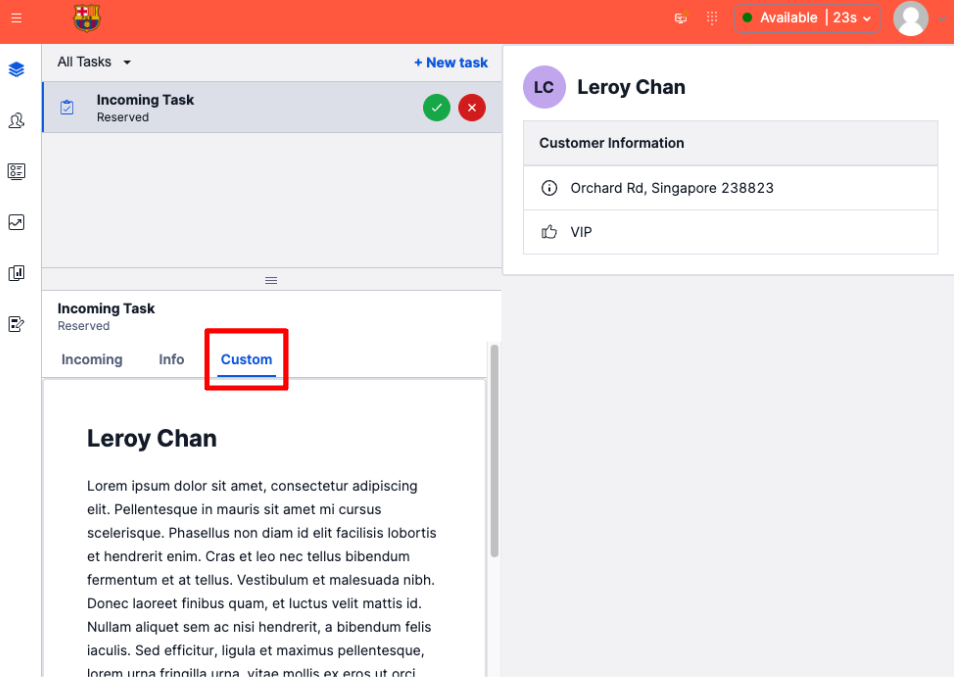 Available | 23s
All Tasks
+ New task
Incoming Task
Reserved
Incoming Task
Reserved
Incoming
Info
Custom
Leroy Chan
Lorem ipsum dolor sit amet, consectetur adipiscing
elit. Pellentesque in mauris sit amet mi cursus
scelerisque. Phasellus non diam id elit facilisis lobortis
et hendrerit enim. Cras et leo nec tellus bibendum
fermentum et at tellus. Vestibulum et malesuada nibh.
Donec laoreet finibus quam, et luctus velit mattis id.
Nullam aliquet sem ac nisi hendrerit, a bibendum felis
iaculis. Sed efficitur, ligula et maximus pellentesque,
lorem urna fringilla urna, vitae mollis ex eros ut orci
LC
Leroy Chan
Customer Information
Orchard Rd, Singapore 238823
VIP